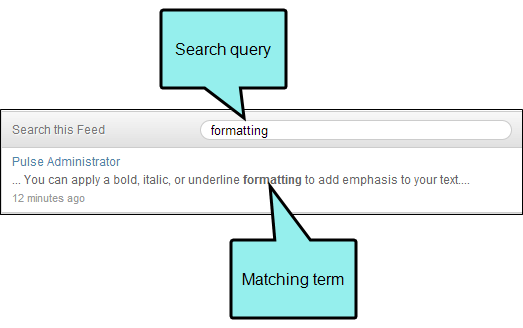 Search query
Search this Feed formatting
Pulse Administrator
... You can apply a bold, italic, or underline formatting to add emphasis to your text....
12 minutes ago
Matching term